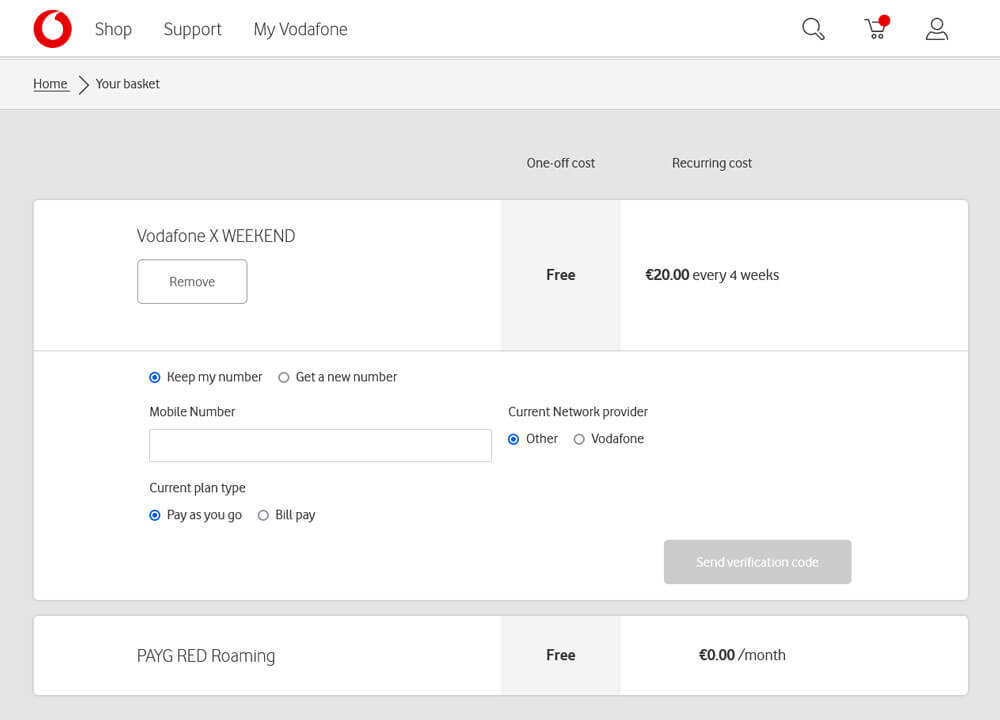 Shop Support My Vodafone
Home Your basket
One-off cost Recurring cost
Vodafone X WEEKEND
Remove
Free €20.00 every 4 weeks
Keep my number Get a new number
Mobile Number Current Network provider
Other Vodafone
Current plan type
Pay as you go Bill pay
Send verification code
PAYG RED Roaming Free €0.00 /month